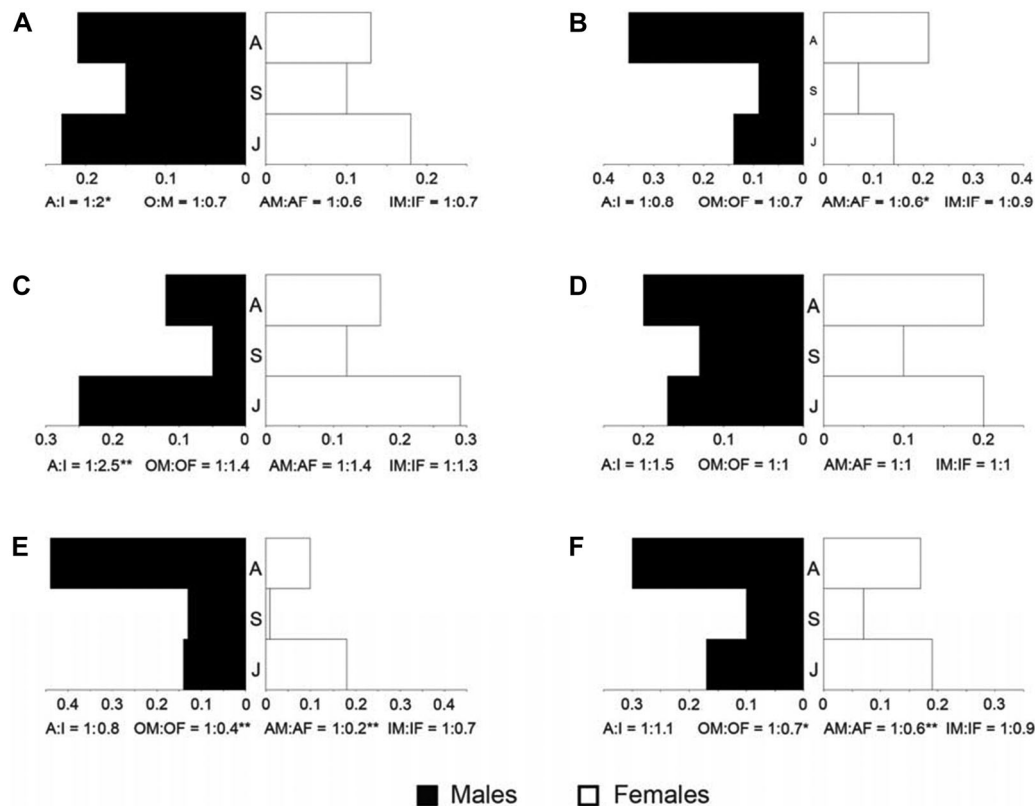 A
B
A
S
J
0.2 0.1 0 0 0.1 0.2
A:I = 1:2* O:M = 1:0.7 AM:AF = 1:0.6 IM:IF = 1:0.7
A
S
J
0.4 0.3 0.2 0.1 0 0 0.1 0.2 0.3 0.4
A:I = 1:0.8 OM:OF = 1:0.7 AM:AF = 1:0.6* IM:IF = 1:0.9
C
D
A
S
J
0.3 0.2 0.1 0 0 0.1 0.2 0.3
A:I = 1:2.5** OM:OF = 1:1.4 AM:AF = 1:1.4 IM:IF = 1:1.3
A
S
J
0.2 0.1 0 0 0.1 0.2
A:I = 1:1.5 OM:OF = 1:1 AM:AF = 1:1 IM:IF = 1:1
E
F
A
S
J
0.4 0.3 0.2 0.1 0 0 0.1 0.2 0.3 0.4
A:I = 1:0.8 OM:OF = 1:0.4** AM:AF = 1:0.2** IM:IF = 1:0.7
A
S
J
0.3 0.2 0.1 0 0 0.1 0.2 0.3
A:I = 1:1.1 OM:OF = 1:0.7* AM:AF = 1:0.6** IM:IF = 1:0.9
Males Females